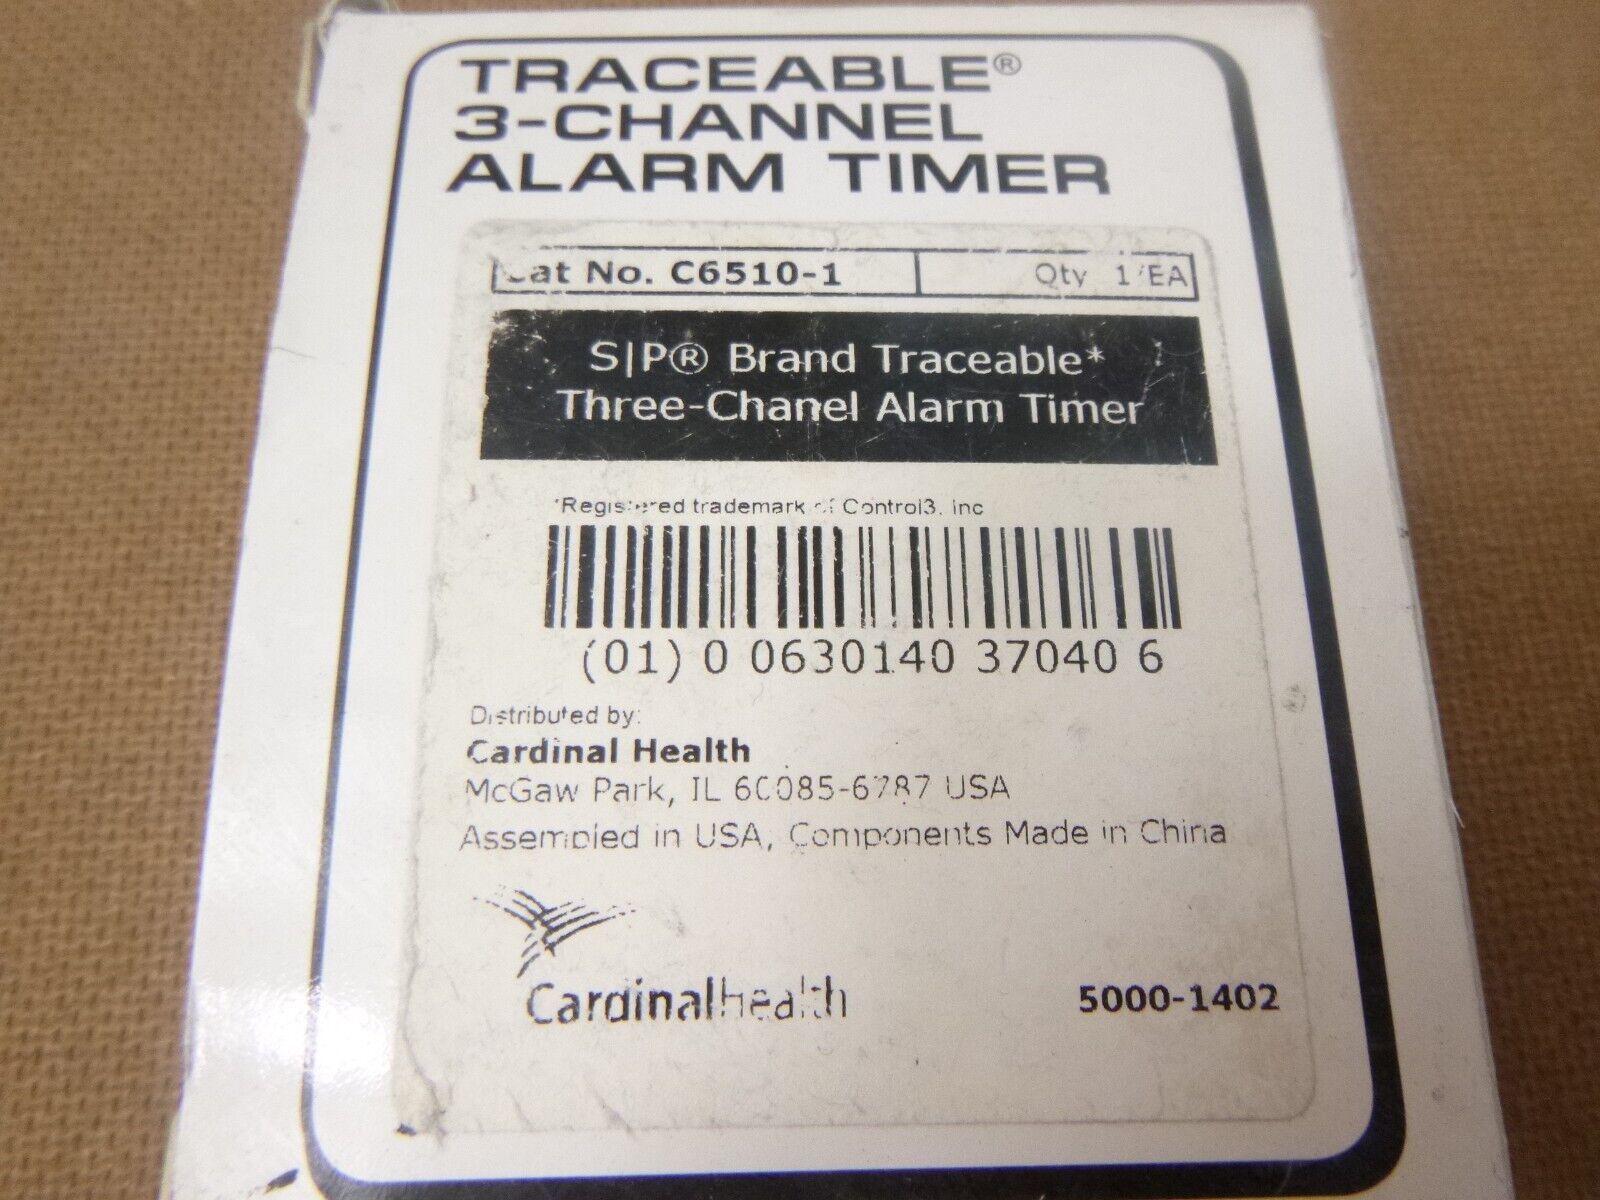 TRACEABLE®
3-CHANNEL
ALARM TIMER
Cat No. C6510-1 Qty 1/EA
S|P® Brand Traceable*
Three-Chanel Alarm Timer
*Registered trademark of Control3, Inc
(01) 0 0630140 37040 6
Distributed by:
Cardinal Health
McGaw Park, IL 60085-6787 USA
Assembled in USA, Components Made in China
CardinalHealth
5000-1402